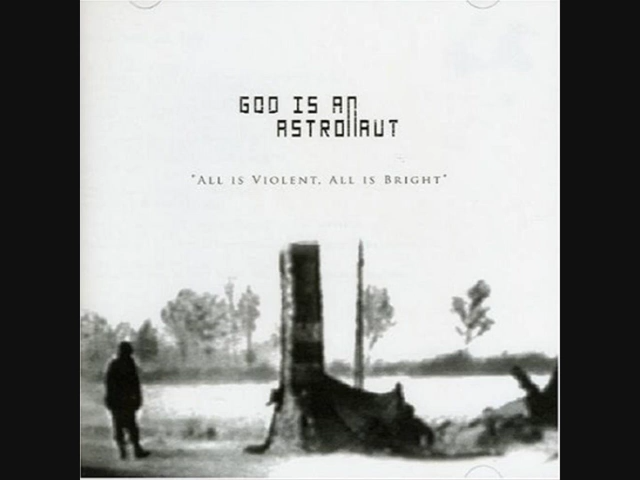 GOD IS AN
ASTRONAUT
"ALL IS VIOLENT, ALL IS BRIGHT"